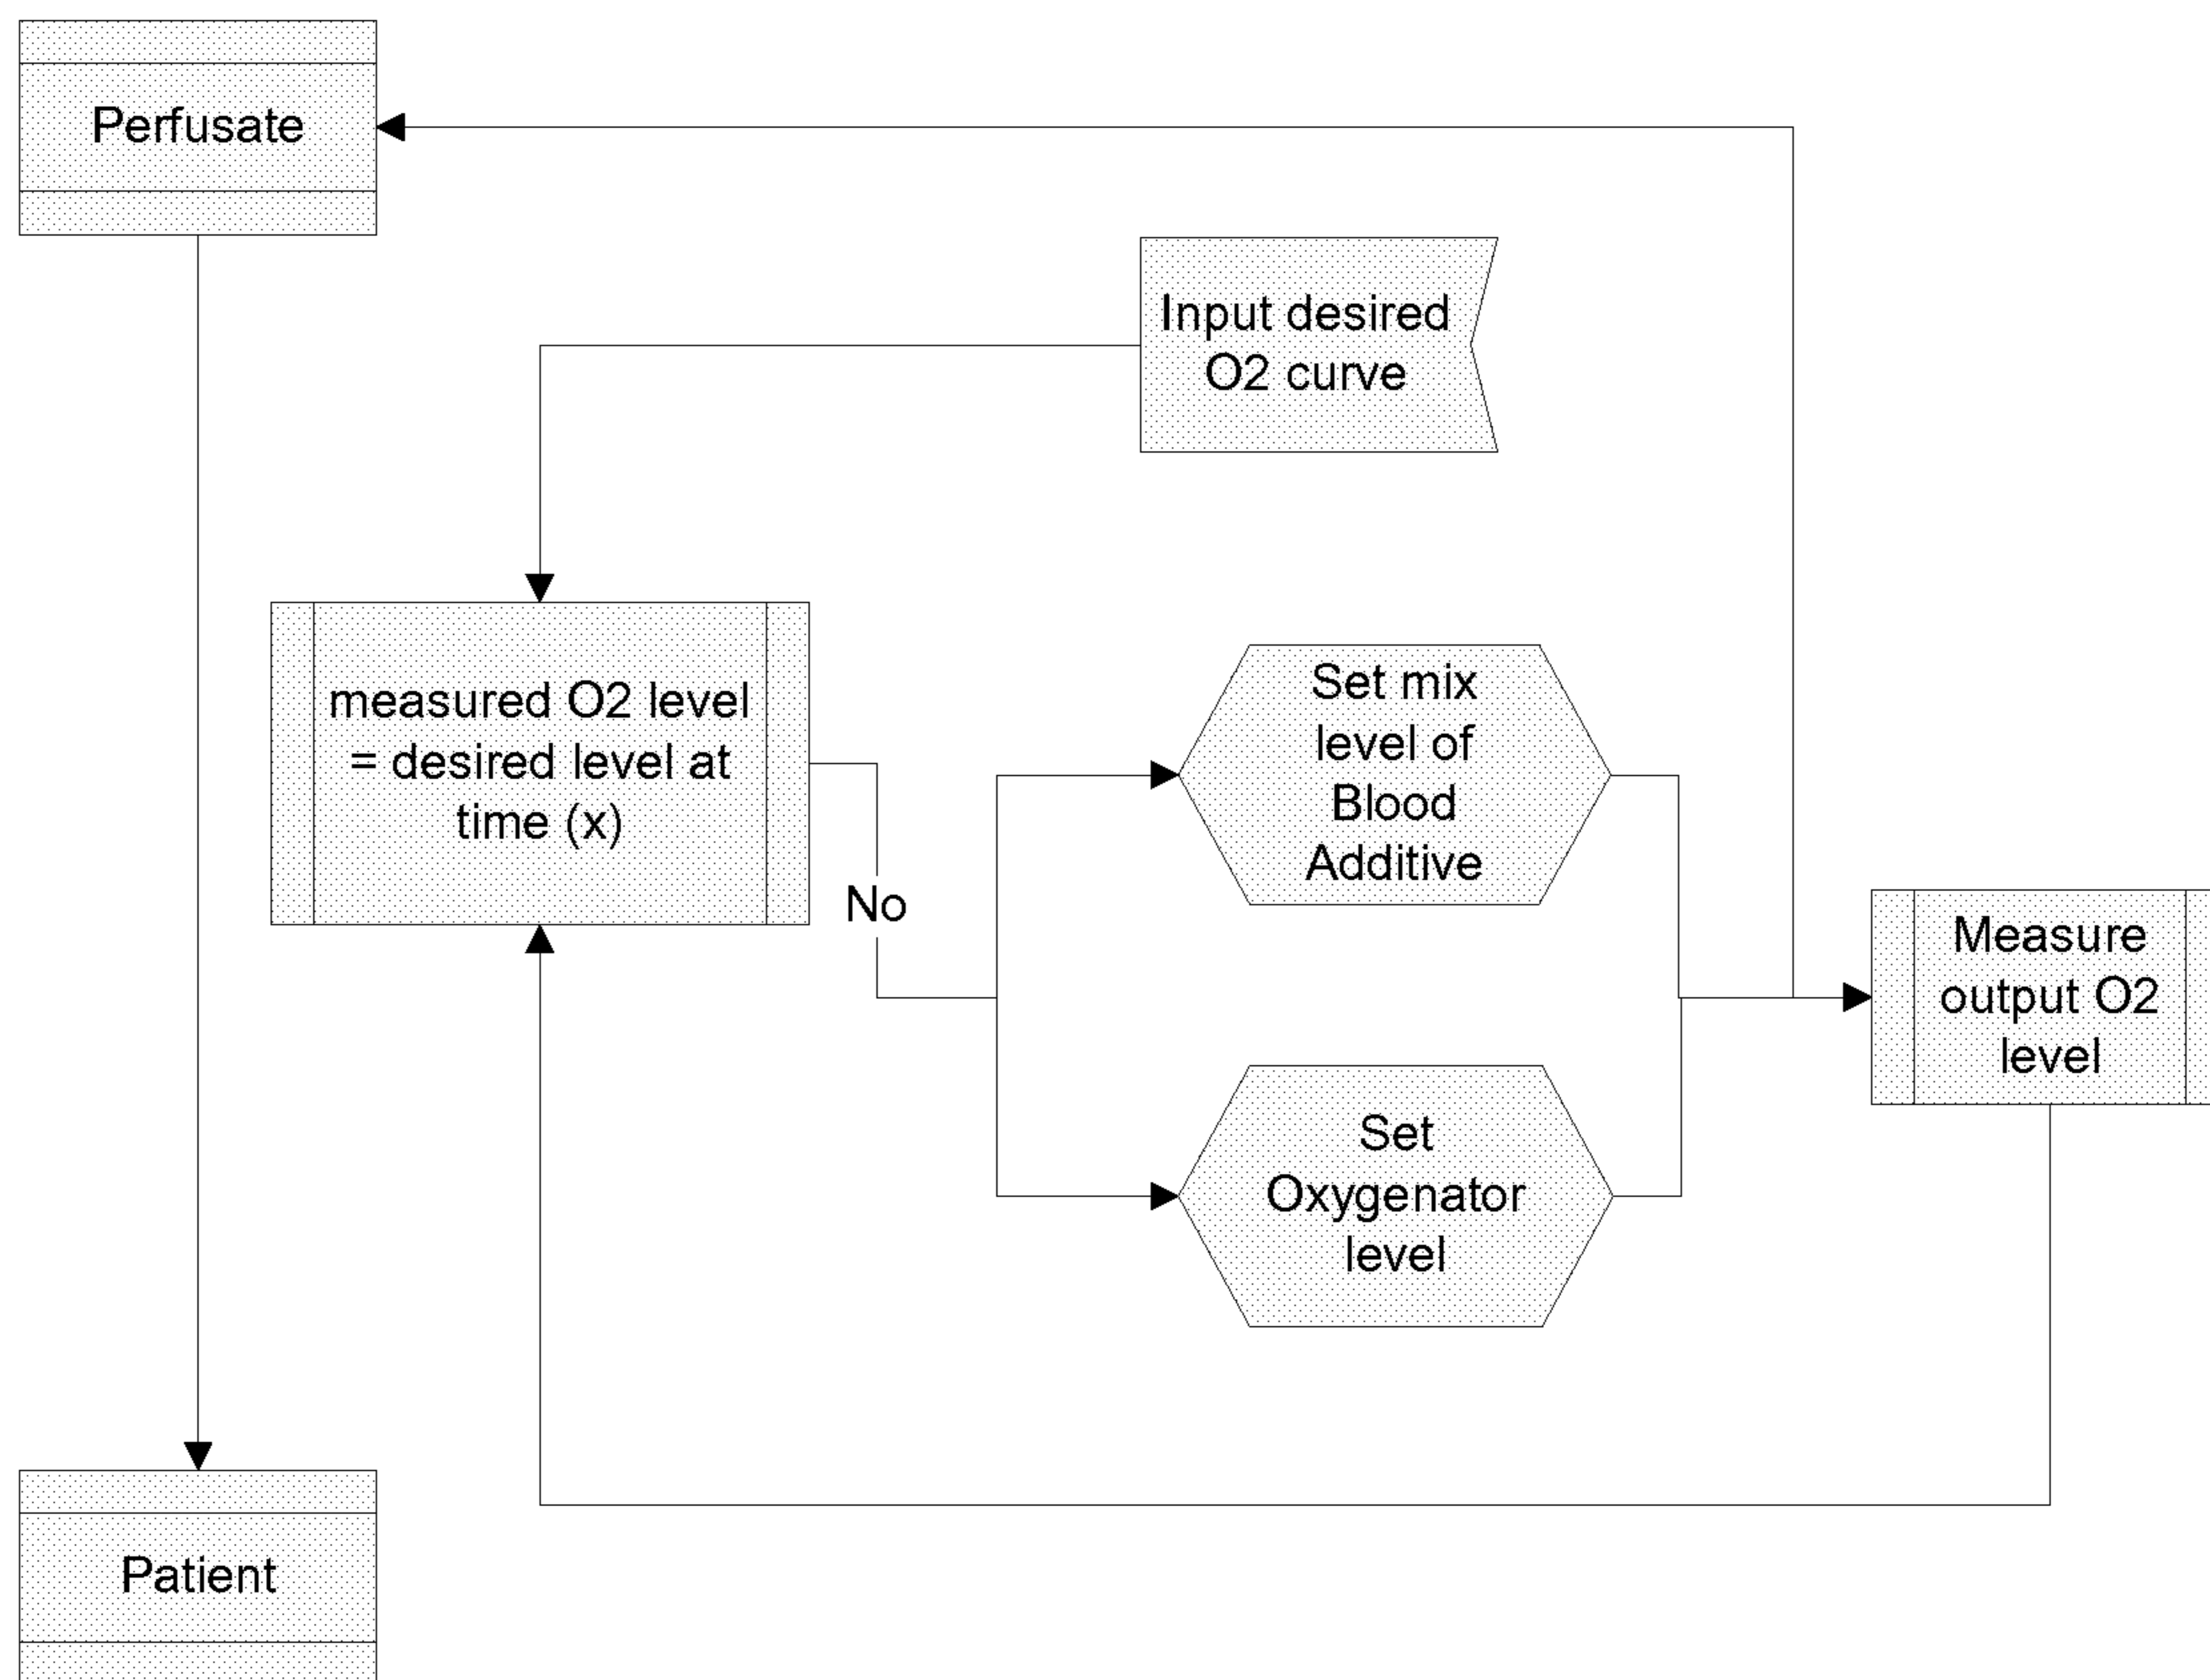 Perfusate
Input desired
O2 curve
measured O2 level
= desired level at
time (x)
No
Set mix
level of
Blood
Additive
Measure
output O2
level
Set
Oxygenator
level
Patient